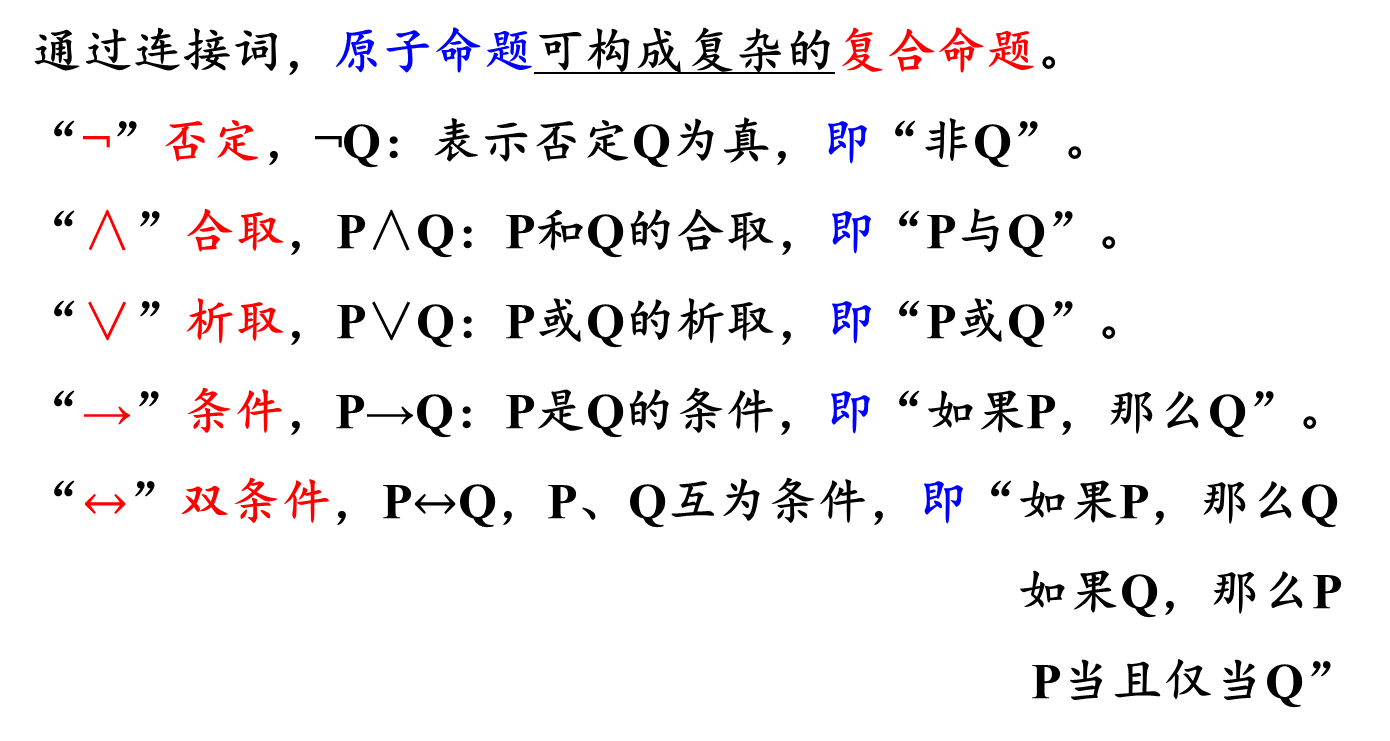 通过连接词，原子命题可构成复杂的复合命题。
“¬”否定，¬Q：表示否定Q为真，即“非Q”。
“∧”合取，P∧Q：P和Q的合取，即“P与Q”。
“∨”析取，P∨Q：P或Q的析取，即“P或Q”。
“→”条件，P→Q：P是Q的条件，即“如果P，那么Q”。
“↔”双条件，P↔Q，P、Q互为条件，即“如果P，那么Q
如果Q，那么P
P当且仅当Q”